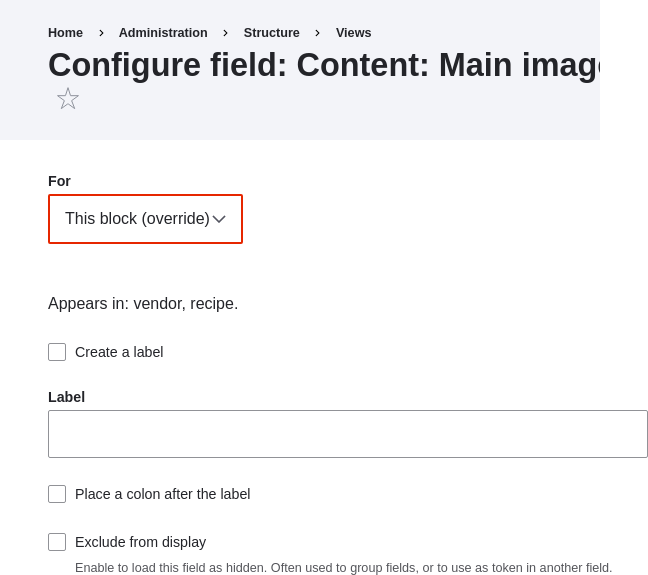 Home > Administration > Structure > Views
Configure field: Content: Main image
For
This block (override)
Appears in: vendor, recipe.
Create a label
Label
Place a colon after the label
Exclude from display
Enable to load this field as hidden. Often used to group fields, or to use as token in another field.